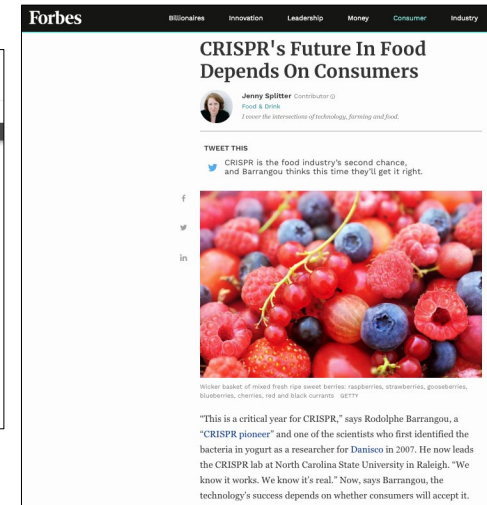 Forbes
Billionaires Innovation Leadership Money Consumer Industry
CRISPR's Future In Food
Depends On Consumers
Jenny Splitter Contributor
Food & Drink
I cover the intersections of technology, farming and food.
TWEET THIS
CRISPR is the food industry's second chance,
and Barrangou thinks this time they'll get it right.
Wicker basket of mixed fresh ripe sweet berries: raspberries, strawberries, gooseberries,
blueberries, cherries, red and black currants GETTY
“This is a critical year for CRISPR,” says Rodolphe Barrangou, a
“CRISPR pioneer” and one of the scientists who first identified the
bacteria in yogurt as a researcher for Danisco in 2007. He now leads
the CRISPR lab at North Carolina State University in Raleigh. “We
know it works. We know it's real.” Now, says Barrangou, the
technology's success depends on whether consumers will accept it.